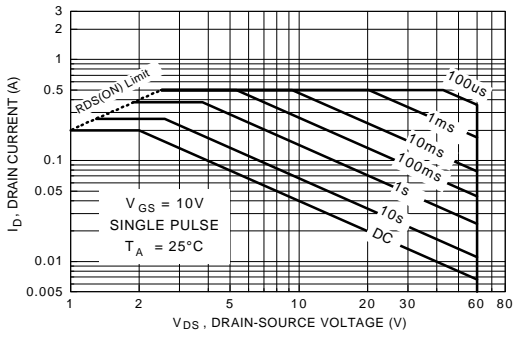 3
2
1
0.5
0.1
0.05
0.01
0.005
I D, DRAIN CURRENT (A)
RDS(ON) Limit
100us
1ms
10ms
100ms
1s
10s
DC
V GS = 10V
SINGLE PULSE
T A = 25°C
1 2 5 10 20 30 60 80
V DS , DRAIN-SOURCE VOLTAGE (V)